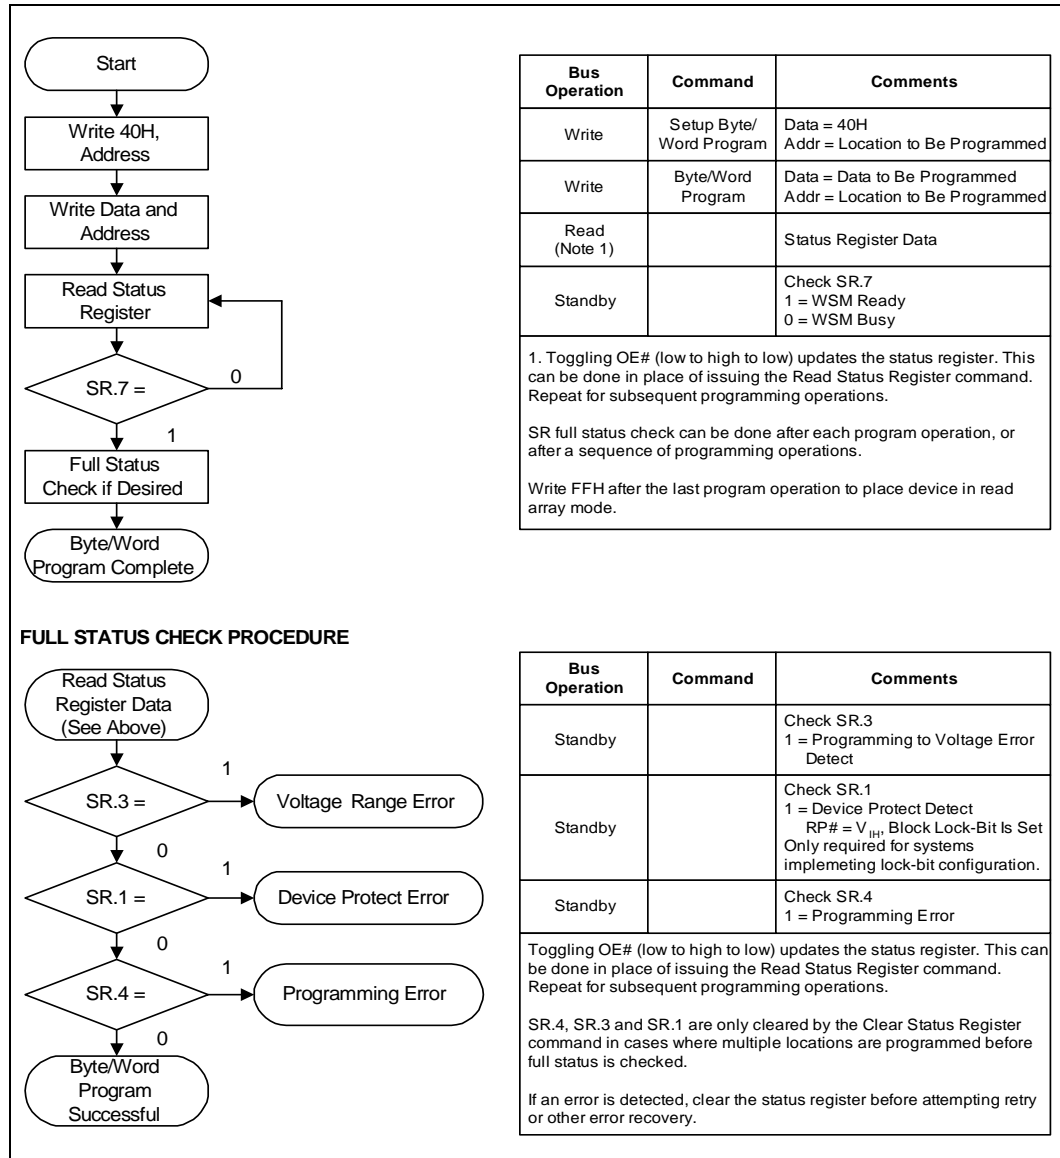 Start
Write 40H,
Address
Write Data and
Address
Read Status
Register
SR.7 =
0
1
Full Status
Check if Desired
Byte/Word
Program Complete
Bus
Operation
Command
Comments
Write
Setup Byte/
Word Program
Data = 40H
Addr = Location to Be Programmed
Write
Byte/Word
Program
Data = Data to Be Programmed
Addr = Location to Be Programmed
Read
(Note 1)
Status Register Data
Standby
Check SR.7
1 = WSM Ready
0 = WSM Busy
1. Toggling OE# (low to high to low) updates the status register. This
can be done in place of issuing the Read Status Register command.
Repeat for subsequent programming operations.
SR full status check can be done after each program operation, or
after a sequence of programming operations.
Write FFH after the last program operation to place device in read
array mode.
FULL STATUS CHECK PROCEDURE
Read Status
Register Data
(See Above)
SR.3 =
1
Voltage Range Error
0
SR.1 =
1
Device Protect Error
0
SR.4 =
1
Programming Error
0
Byte/Word
Program
Successful
Bus
Operation
Command
Comments
Standby
Check SR.3
1 = Programming to Voltage Error
Detect
Standby
Check SR.1
1 = Device Protect Detect
RP# = VIH, Block Lock-Bit Is Set
Only required for systems
implemeting lock-bit configuration.
Standby
Check SR.4
1 = Programming Error
Toggling OE# (low to high to low) updates the status register. This can
be done in place of issuing the Read Status Register command.
Repeat for subsequent programming operations.
SR.4, SR.3 and SR.1 are only cleared by the Clear Status Register
command in cases where multiple locations are programmed before
full status is checked.
If an error is detected, clear the status register before attempting retry
or other error recovery.